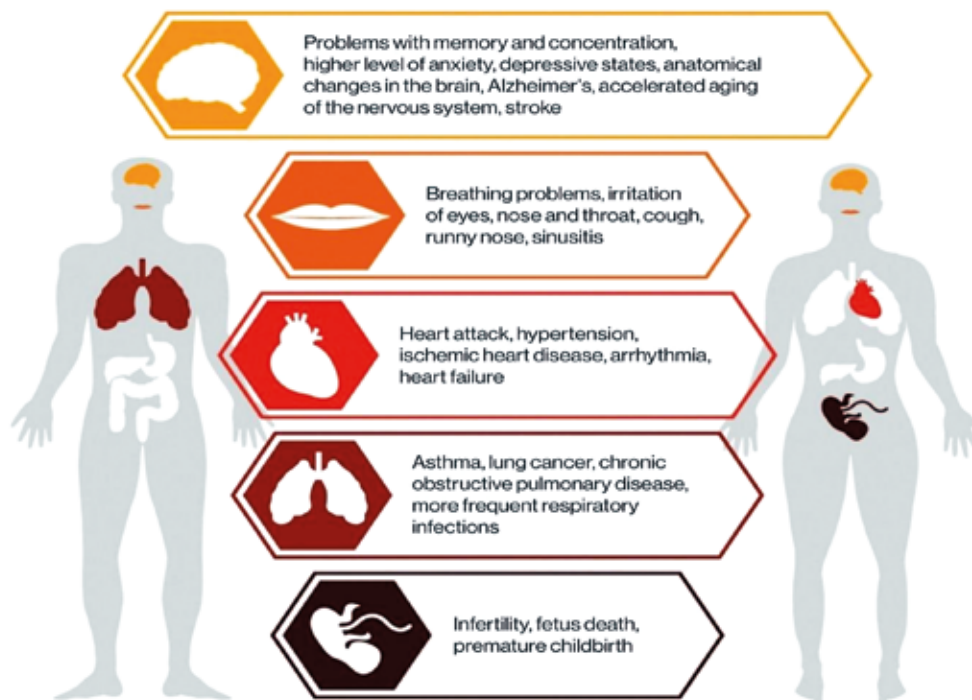 Problems with memory and concentration,
higher level of anxiety, depressive states, anatomical
changes in the brain, Alzheimer's, accelerated aging
of the nervous system, stroke
Breathing problems, irritation
of eyes, nose and throat, cough,
runny nose, sinusitis
Heart attack, hypertension,
ischemic heart disease, arrhythmia,
heart failure
Asthma, lung cancer, chronic
obstructive pulmonary disease,
more frequent respiratory
infections
Infertility, fetus death,
premature childbirth